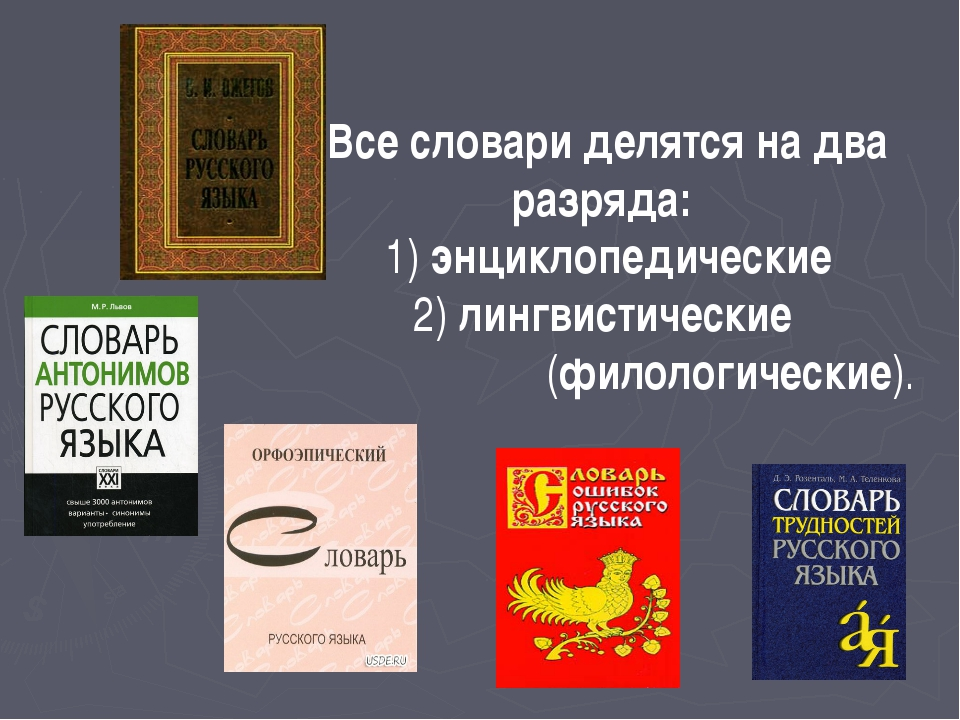 С. И. ОЖЕГОВ
СЛОВАРЬ
РУССКОГО
ЯЗЫКА
Все словари делятся на два
разряда:
1) энциклопедические
2) лингвистические
(филологические).
М. Р. Львов
СЛОВАРЬ
АНТОНИМОВ
РУССКОГО
ЯЗЫКА
СЛОВАРИ
XXI
свыше 3000 антонимов
варианты - синонимы
употребление
ОРФОЭПИЧЕСКИЙ
Словарь
РУССКОГО ЯЗЫКА
USDE.RU
Словарь
ошибок
русского
языка
Д. Э. Розенталь, М. А. Теленкова
СЛОВАРЬ
ТРУДНОСТЕЙ
РУССКОГО
ЯЗЫКА
а́я́